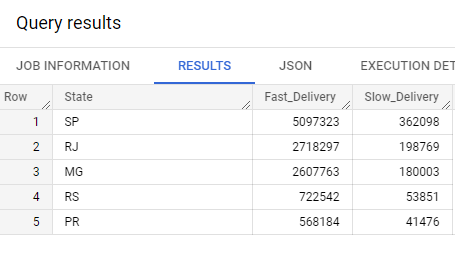 Query results
JOB INFORMATION RESULTS JSON EXECUTION DET
Row State Fast_Delivery Slow_Delivery
1 SP 5097323 362098
2 RJ 2718297 198769
3 MG 2607763 180003
4 RS 722542 53851
5 PR 568184 41476